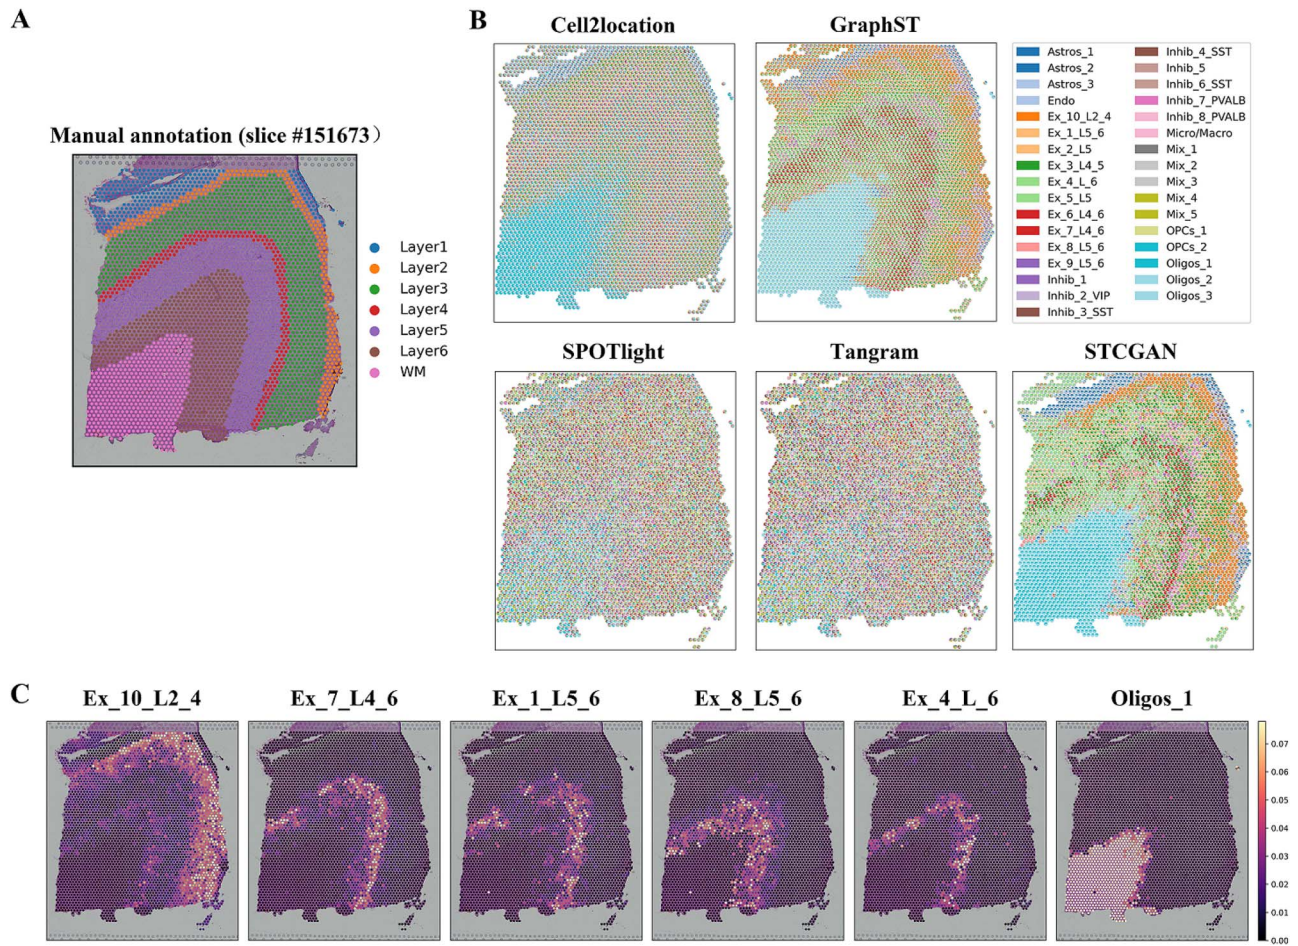 A
Manual annotation (slice #151673）
Layer1
Layer2
Layer3
Layer4
Layer5
Layer6
WM
B
Cell2location
GraphST
Astros_1
Astros_2
Astros_3
Endo
Ex_10_L2_4
Ex_1_L5_6
Ex_2_L5
Ex_3_L4_5
Ex_4_L_6
Ex_5_L5
Ex_6_L4_6
Ex_7_L4_6
Ex_8_L5_6
Ex_9_L5_6
Inhib_1
Inhib_2_VIP
Inhib_3_SST
Inhib_4_SST
Inhib_5
Inhib_6_SST
Inhib_7_PVALB
Inhib_8_PVALB
Micro/Macro
Mix_1
Mix_2
Mix_3
Mix_4
Mix_5
OPCs_1
OPCs_2
Oligos_1
Oligos_2
Oligos_3
SPOTlight
Tangram
STCGAN
C
Ex_10_L2_4
Ex_7_L4_6
Ex_1_L5_6
Ex_8_L5_6
Ex_4_L_6
Oligos_1
0.07
0.06
0.05
0.04
0.03
0.02
0.01
0.00